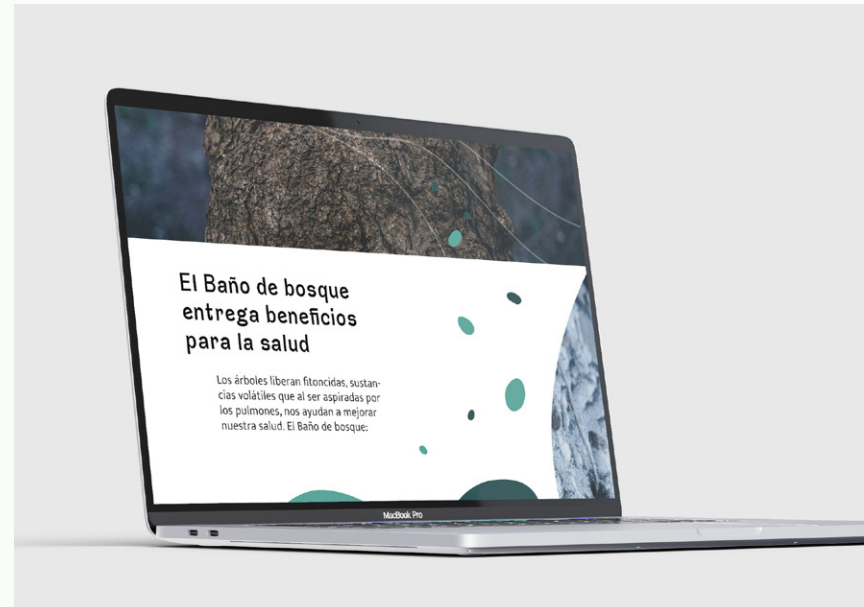 El Baño de bosque
entrega beneficios
para la salud
Los árboles liberan fitoncidas, sustan-
cias volátiles que al ser aspiradas por
los pulmones, nos ayudan a mejorar
nuestra salud. El Baño de bosque:
MacBook Pro